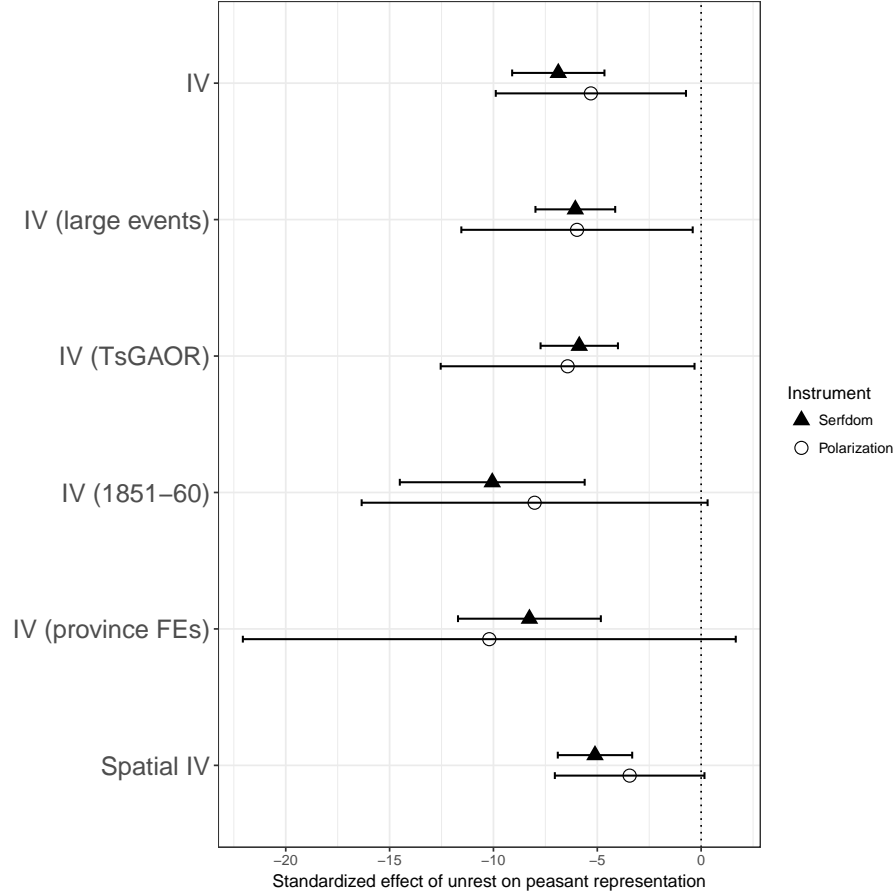 IV
IV (large events)
IV (TsGAOR)
IV (1851–60)
IV (province FEs)
Spatial IV
−20
−15
−10
−5
0
Standardized effect of unrest on peasant representation
Instrument
Serfdom
Polarization